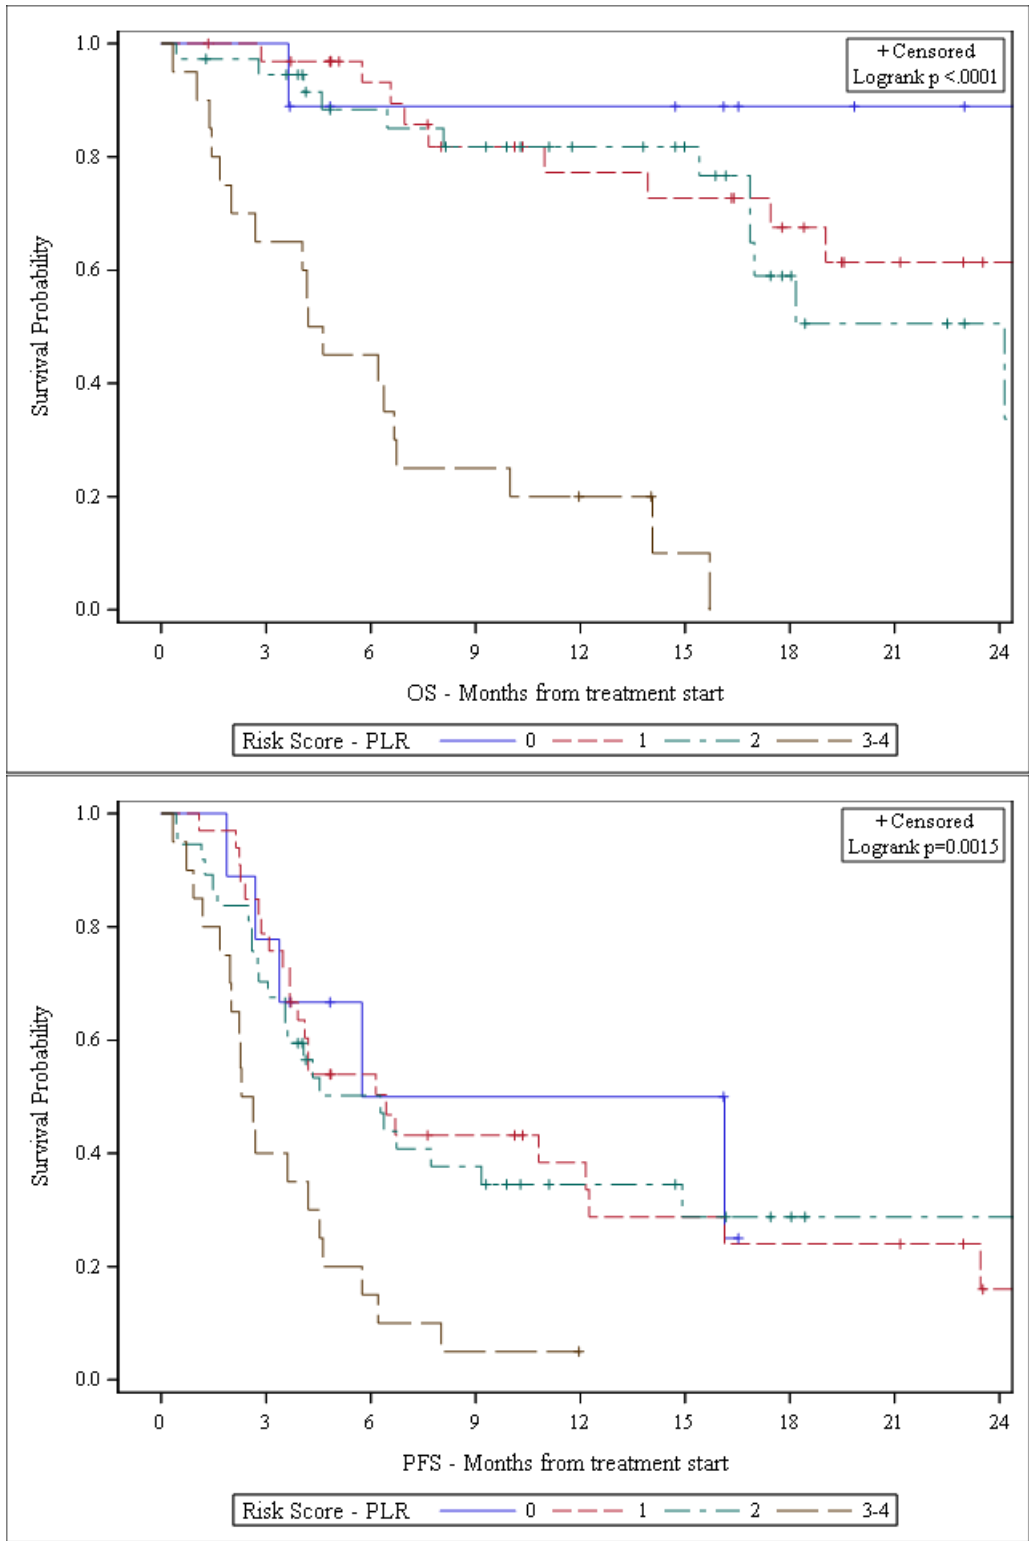 + Censored
Logrank p <.0001
1.0
0.8
0.6
0.4
0.2
0.0
Survival Probability
0 3 6 9 12 15 18 21 24
OS - Months from treatment start
Risk Score - PLR 0 1 2 3-4
+ Censored
Logrank p=0.0015
1.0
0.8
0.6
0.4
0.2
0.0
Survival Probability
0 3 6 9 12 15 18 21 24
PFS - Months from treatment start
Risk Score - PLR 0 1 2 3-4